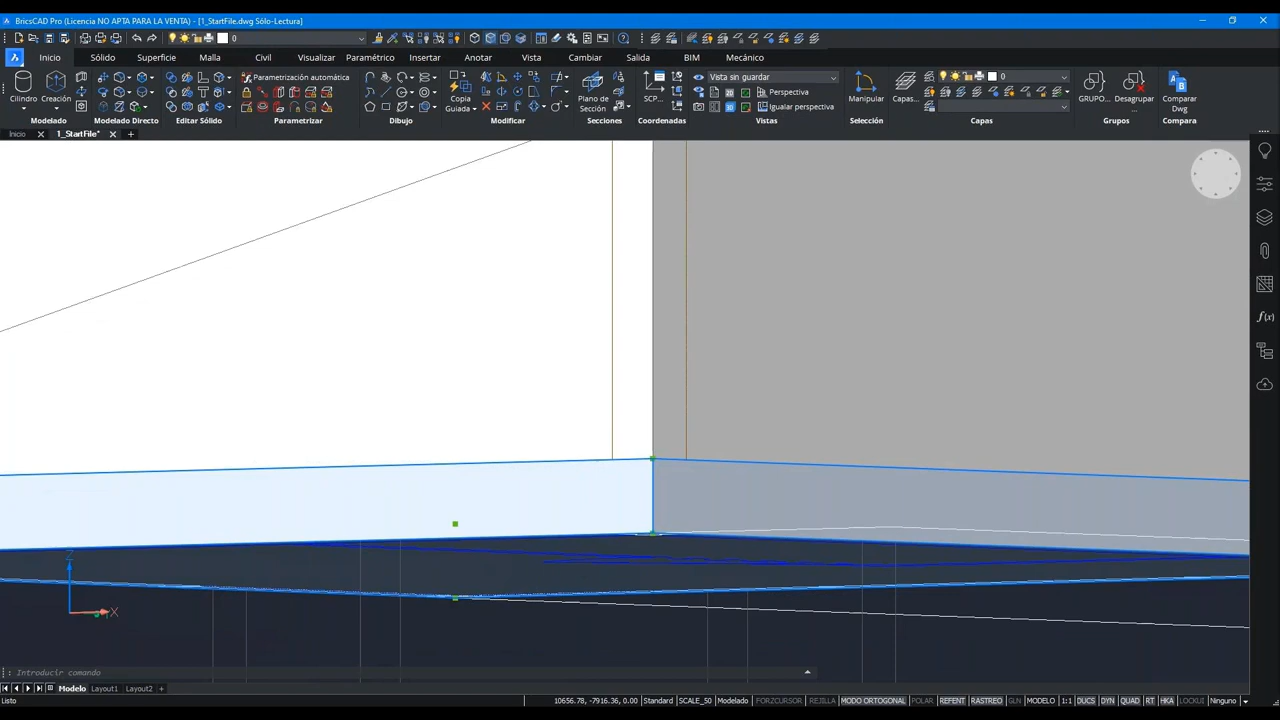 BricsCAD Pro (Licencia NO APTA PARA LA VENTA) - [1_StartFile.dwg Sólo-Lectura]
0
Inicio Sólido Superficie Malla Civil Visualizar Paramétrico Insertar Anotar Vista Cambiar Salida BIM Mecánico
Parametrización automática
Vista sin guardar
0
Perspectiva
Igualar perspectiva
Cilindro Creación Copia Guiada Plano de Sección SCP... Manipular Capas... GRUPO... Desagrupar... Comparar Dwg
Modelado Modelado Directo Editar Sólido Parametrizar Dibujo Modificar Secciones Coordenadas Vistas Selección Capas Grupos Compara
Inicio 1_StartFile*
Z
X
: Introducir comando
Modelo Layout1 Layout2
Listo 10656.78, -7916.36, 0.00 Standard SCALE_50 Modelado FORZCURSOR REJILLA MODO ORTOGONAL POLAR REFENT RASTREO GLN MODELO 1:1 DUCS DYN QUAD RT HKA LOCKUI Ninguno